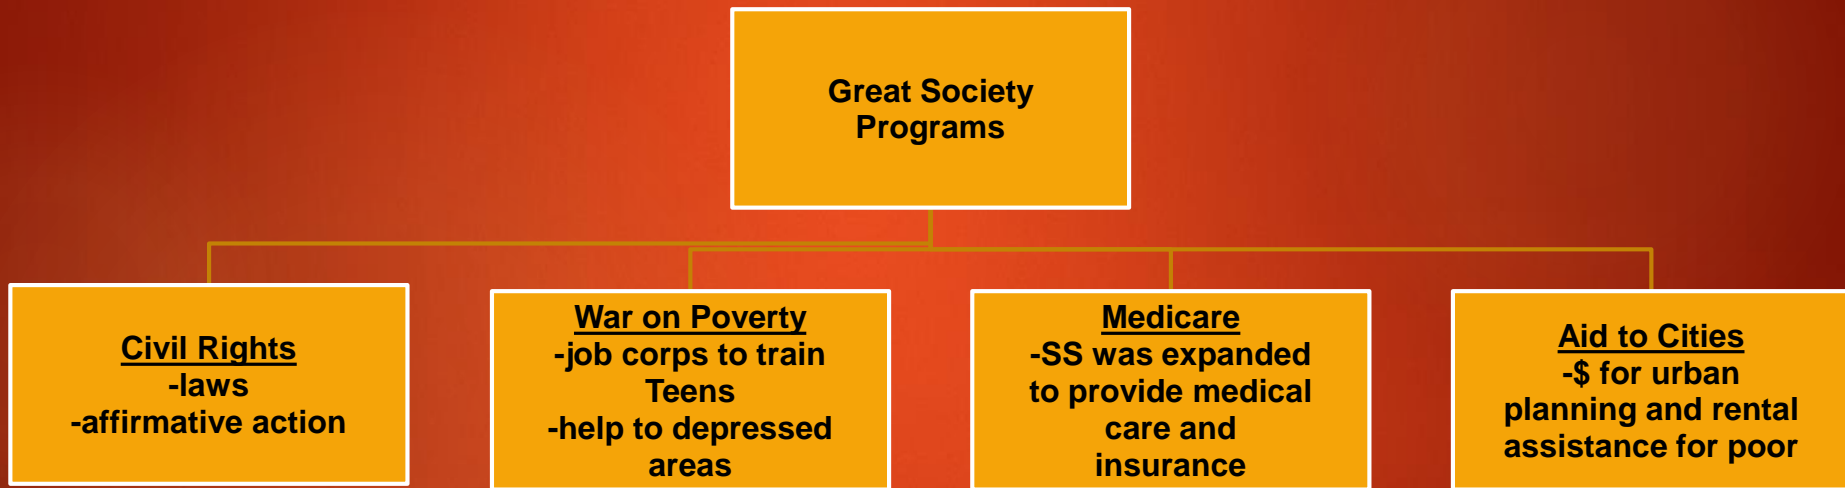 Great Society
Programs
Civil Rights
-laws
-affirmative action
War on Poverty
-job corps to train
Teens
-help to depressed
areas
Medicare
-SS was expanded
to provide medical
care and
insurance
Aid to Cities
-$ for urban
planning and rental
assistance for poor